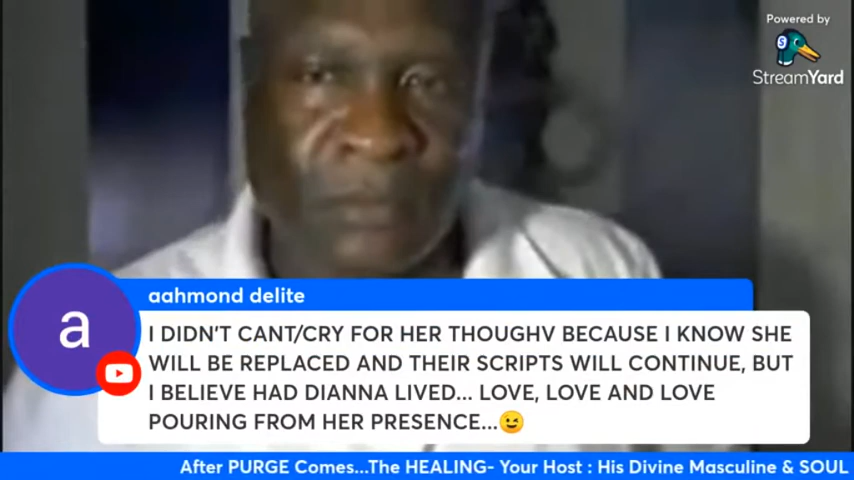 Powered by
S
StreamYard
aahmond delite
a
I DIDN'T CANT/CRY FOR HER THOUGHV BECAUSE I KNOW SHE
WILL BE REPLACED AND THEIR SCRIPTS WILL CONTINUE, BUT
I BELIEVE HAD DIANNA LIVED... LOVE, LOVE AND LOVE
POURING FROM HER PRESENCE...😉
After PURGE Comes...The HEALING- Your Host : His Divine Masculine & SOUL